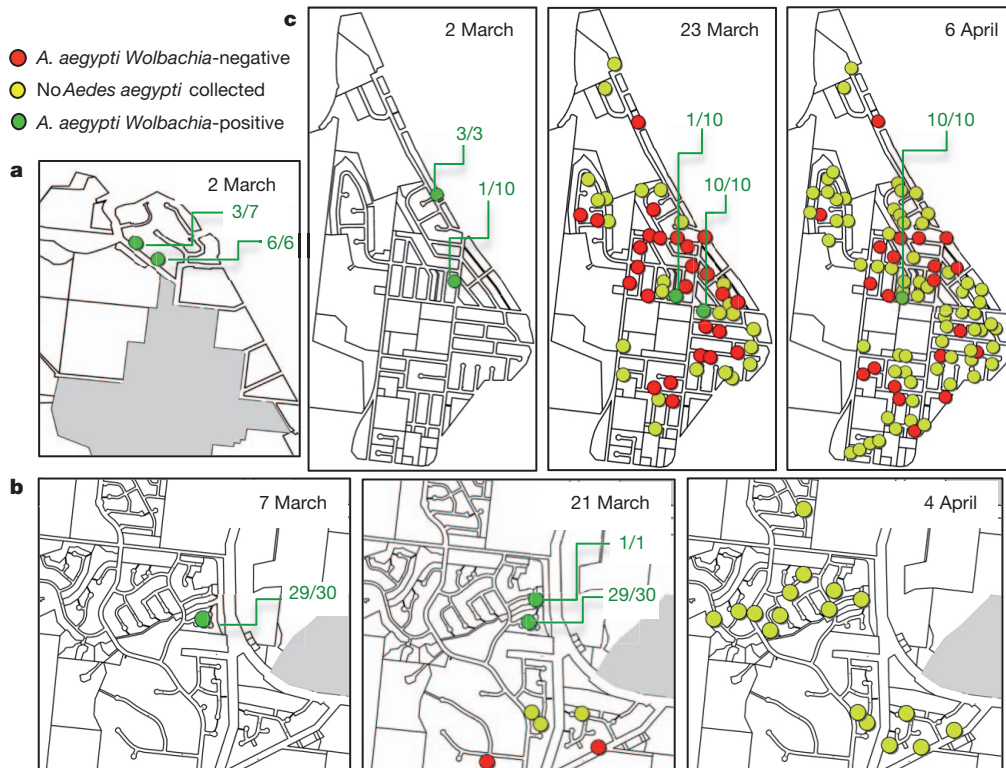 A. aegypti Wolbachia-negative
No Aedes aegypti collected
A. aegypti Wolbachia-positive
a
2 March
3/7
6/6
c
2 March
3/3
1/10
23 March
1/10
10/10
6 April
10/10
b
7 March
29/30
21 March
1/1
29/30
4 April